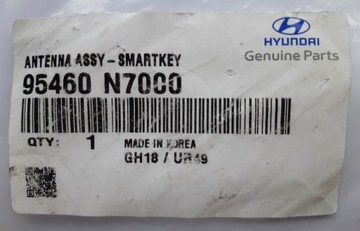 HYUNDAI
Genuine Parts
ANTENNA ASSY-SMARTKEY
95460 N7000
QTY: 1
MADE IN KOREA
GH18 / UR49